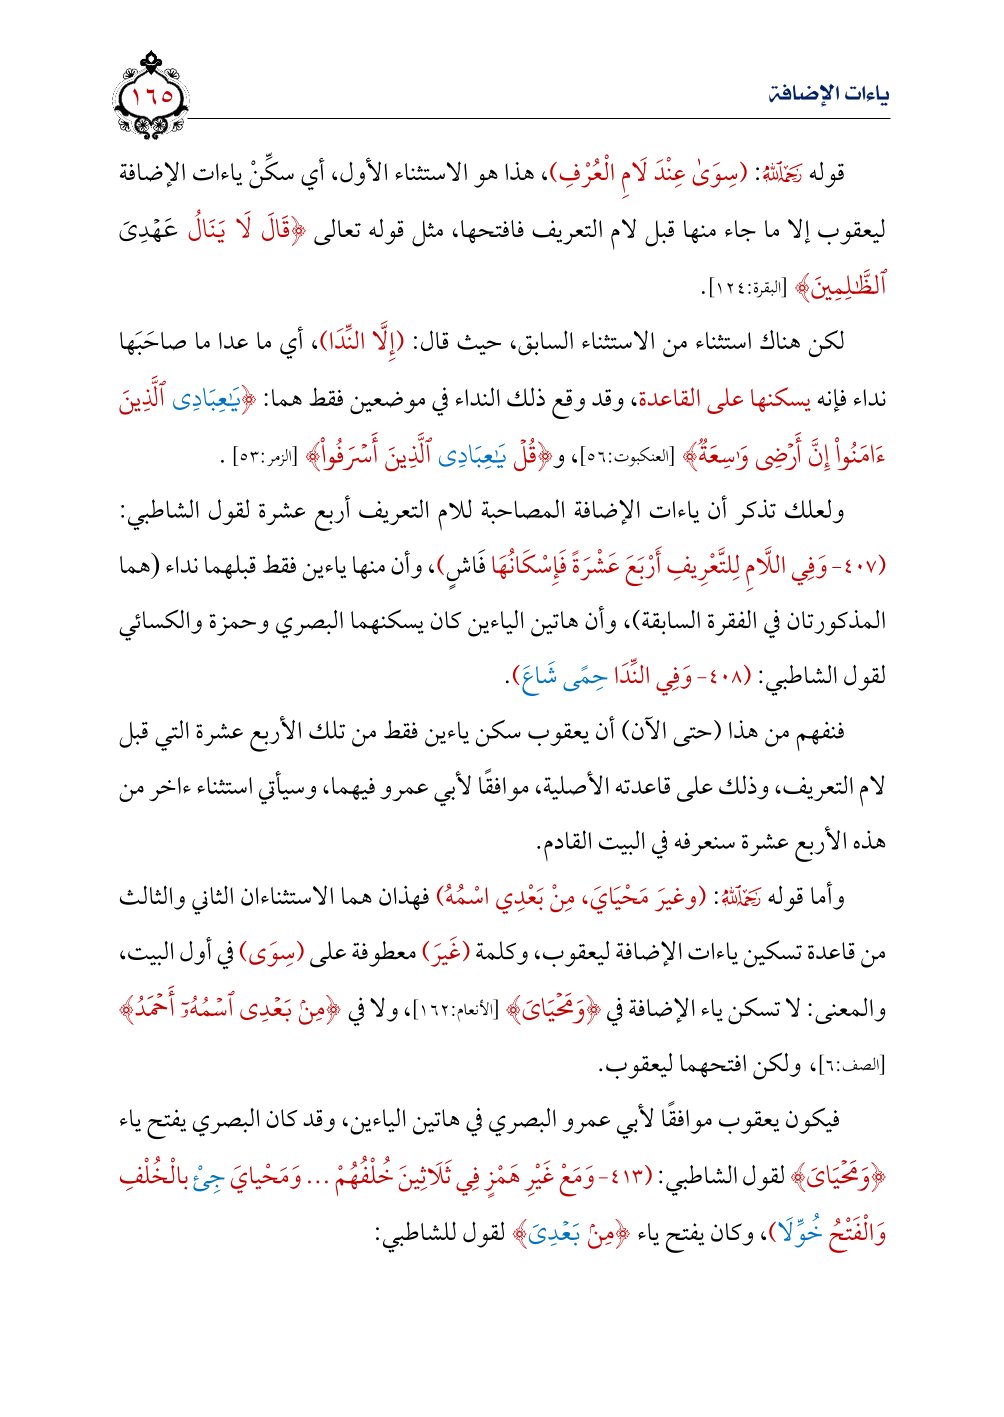 ياءات الإضافة
١٦٥
قوله رَحِمَهُ ٱللَّهُ: (سِوَىٰ عِنْدَ لَامِ الْعُرْفِ)، هذا هو الاستثناء الأول، أي سكِّنْ ياءات الإضافة
ليعقوب إلا ما جاء منها قبل لام التعريف فافتحها، مثل قوله تعالى ﴿قَالَ لَا يَنَالُ عَهْدِىَ
ٱلظَّـٰلِمِينَ﴾ [البقرة:١٢٤].
لكن هناك استثناء من الاستثناء السابق، حيث قال: (إِلَّا النِّدَا)، أي ما عدا ما صاحَبَها
نداء فإنه يسكنها على القاعدة، وقد وقع ذلك النداء في موضعين فقط هما: ﴿يَـٰعِبَادِى ٱلَّذِينَ
ءَامَنُوٓاْ إِنَّ أَرْضِى وَٰسِعَةٌ﴾ [العنكبوت:٥٦]، و﴿قُلْ يَـٰعِبَادِى ٱلَّذِينَ أَسْرَفُواْ﴾ [الزمر:٥٣] .
ولعلك تذكر أن ياءات الإضافة المصاحبة للام التعريف أربع عشرة لقول الشاطبي:
(٤٠٧- وَفِي اللَّامِ لِلتَّعْرِيفِ أَرْبَعَ عَشْرَةً فَإِسْكَانُهَا فَاشٍ)، وأن منها ياءين فقط قبلهما نداء (هما
المذكورتان في الفقرة السابقة)، وأن هاتين الياءين كان يسكنهما البصري وحمزة والكسائي
لقول الشاطبي: (٤٠٨- وَفِي النِّدَا حِمًى شَاعَ).
فنفهم من هذا (حتى الآن) أن يعقوب سكن ياءين فقط من تلك الأربع عشرة التي قبل
لام التعريف، وذلك على قاعدته الأصلية، موافقًا لأبي عمرو فيهما، وسيأتي استثناء ءاخر من
هذه الأربع عشرة سنعرفه في البيت القادم.
وأما قوله رَحِمَهُ ٱللَّهُ: (وغيرَ مَحْيَايَ، مِنْ بَعْدِي اسْمُهُ) فهذان هما الاستثناءان الثاني والثالث
من قاعدة تسكين ياءات الإضافة ليعقوب، وكلمة (غَيرَ) معطوفة على (سِوَى) في أول البيت،
والمعنى: لا تسكن ياء الإضافة في ﴿وَمَحْيَاىَ﴾ [الأنعام:١٦٢]، ولا في ﴿مِنۢ بَعْدِى ٱسْمُهُۥٓ أَحْمَدُ﴾
[الصف:٦]، ولكن افتحهما ليعقوب.
فيكون يعقوب موافقًا لأبي عمرو البصري في هاتين الياءين، وقد كان البصري يفتح ياء
﴿وَمَحْيَاىَ﴾ لقول الشاطبي: (٤١٣- وَمَعْ غَيْرِ هَمْزٍ فِي ثَلَاثِينَ خُلْفُهُمْ ... وَمَحْيايَ جِئْ بالْخُلْفِ
وَالْفَتْحُ خُوِّلَا)، وكان يفتح ياء ﴿مِنۢ بَعْدِىَ﴾ لقول للشاطبي: